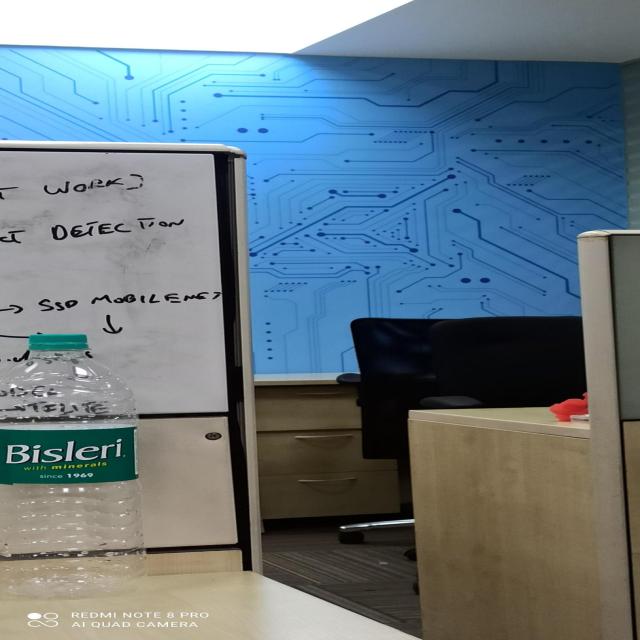 WORK]
DETECTION
→ SSD MOBILENET
↓
Bisleri
with minerals
since 1969
REDMI NOTE 8 PRO
AI QUAD CAMERA